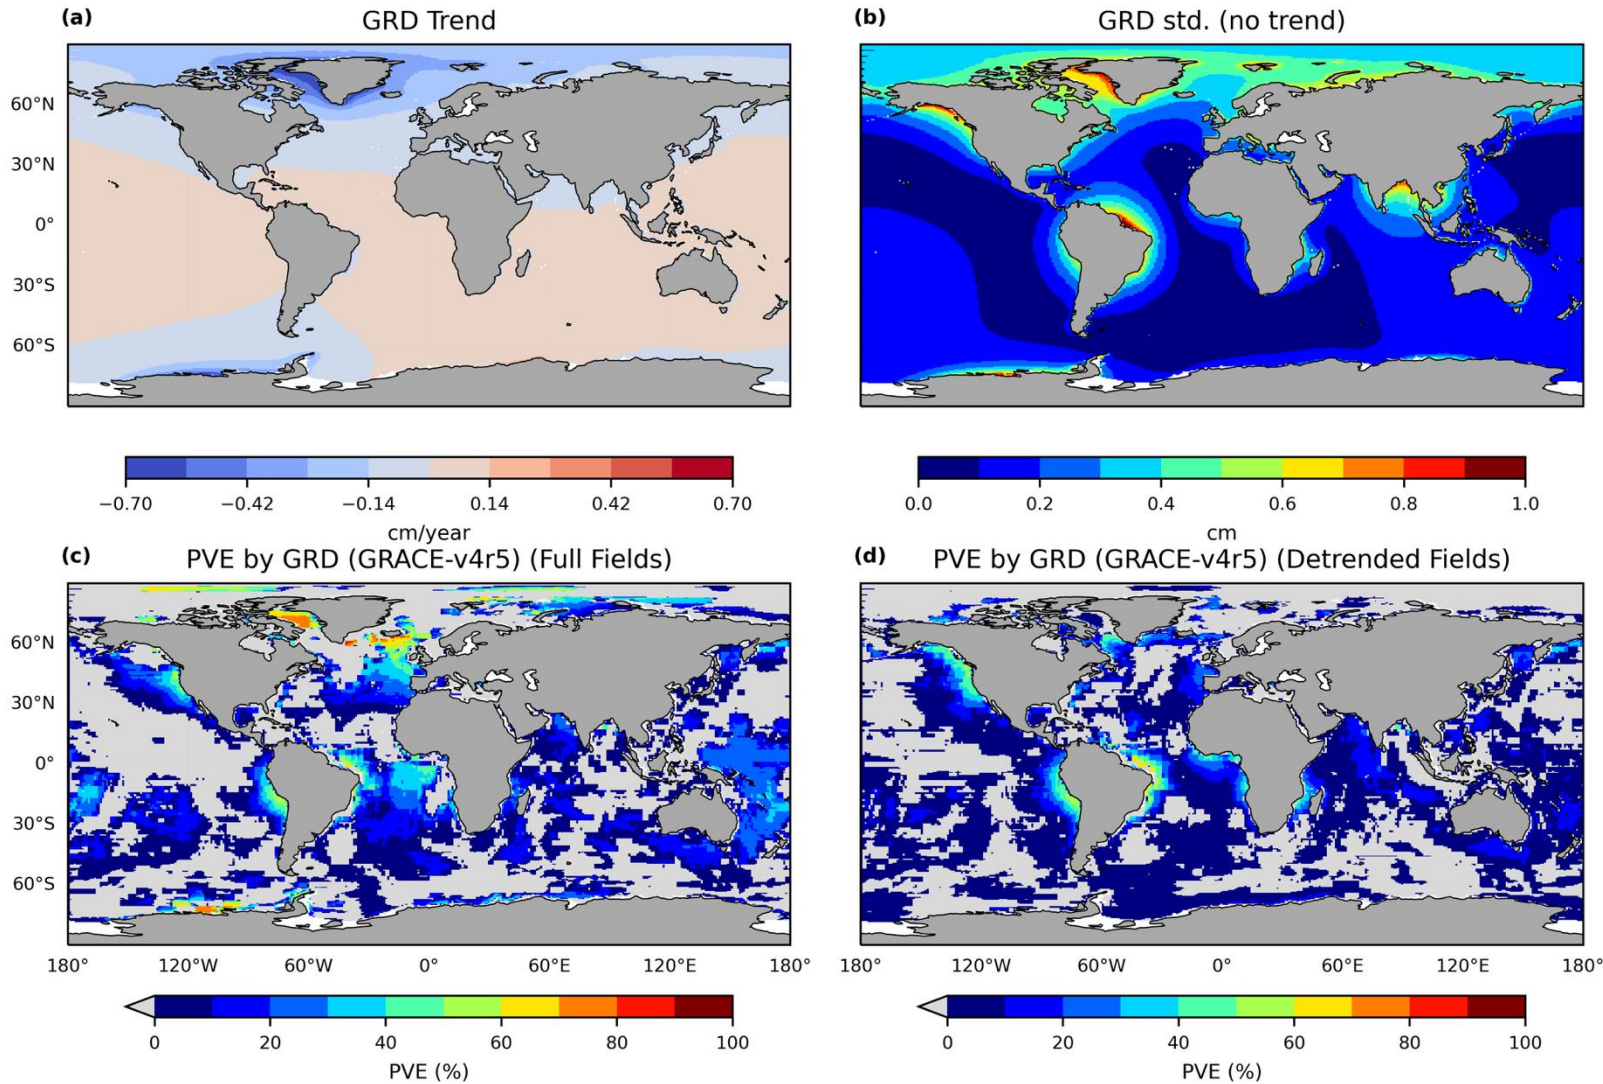 (a) GRD Trend
(b) GRD std. (no trend)
60°N
30°N
0°
30°S
60°S
−0.70 −0.42 −0.14 0.14 0.42 0.70
cm/year
0.0 0.2 0.4 0.6 0.8 1.0
cm
(c) PVE by GRD (GRACE-v4r5) (Full Fields)
(d) PVE by GRD (GRACE-v4r5) (Detrended Fields)
60°N
30°N
0°
30°S
60°S
180° 120°W 60°W 0° 60°E 120°E 180°
180° 120°W 60°W 0° 60°E 120°E 180°
0 20 40 60 80 100
PVE (%)
0 20 40 60 80 100
PVE (%)